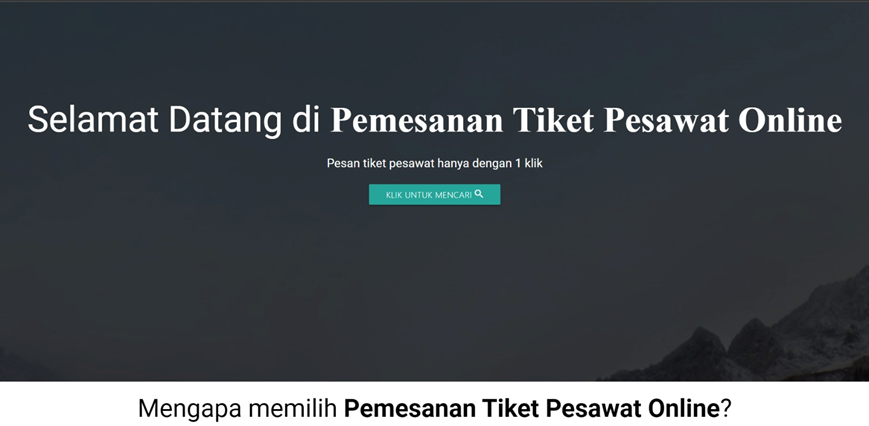 Selamat Datang di Pemesanan Tiket Pesawat Online
Pesan tiket pesawat hanya dengan 1 klik
KLIK UNTUK MENCARI
Mengapa memilih Pemesanan Tiket Pesawat Online?